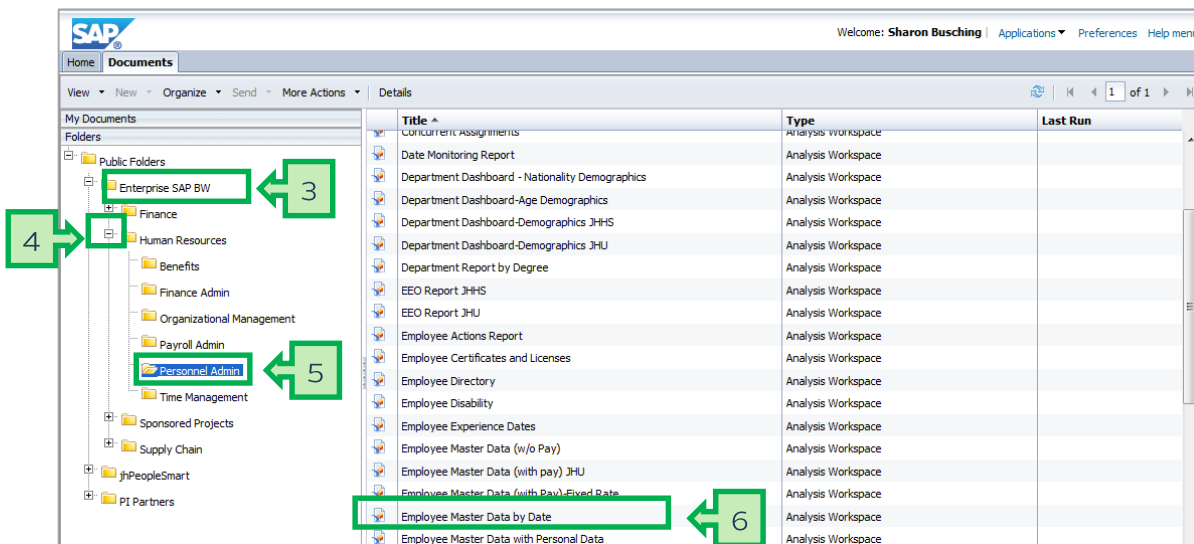 SAP®
Welcome: Sharon Busching | Applications Preferences Help menu
Home Documents
View New Organize Send More Actions Details 1 of 1
My Documents
Folders
Public Folders
Enterprise SAP BW
3
Finance
4
Human Resources
Benefits
Finance Admin
Organizational Management
Payroll Admin
Personnel Admin
5
Time Management
Sponsored Projects
Supply Chain
jhPeopleSmart
PI Partners
Title Type Last Run
Concurrent Assignments Analysis Workspace
Date Monitoring Report Analysis Workspace
Department Dashboard - Nationality Demographics Analysis Workspace
Department Dashboard-Age Demographics Analysis Workspace
Department Dashboard-Demographics JHHS Analysis Workspace
Department Dashboard-Demographics JHU Analysis Workspace
Department Report by Degree Analysis Workspace
EEO Report JHHS Analysis Workspace
EEO Report JHU Analysis Workspace
Employee Actions Report Analysis Workspace
Employee Certificates and Licenses Analysis Workspace
Employee Directory Analysis Workspace
Employee Disability Analysis Workspace
Employee Experience Dates Analysis Workspace
Employee Master Data (w/o Pay) Analysis Workspace
Employee Master Data (with pay) JHU Analysis Workspace
Employee Master Data (with Pay)-Fixed Rate Analysis Workspace
Employee Master Data by Date Analysis Workspace
6
Employee Master Data with Personal Data Analysis Workspace